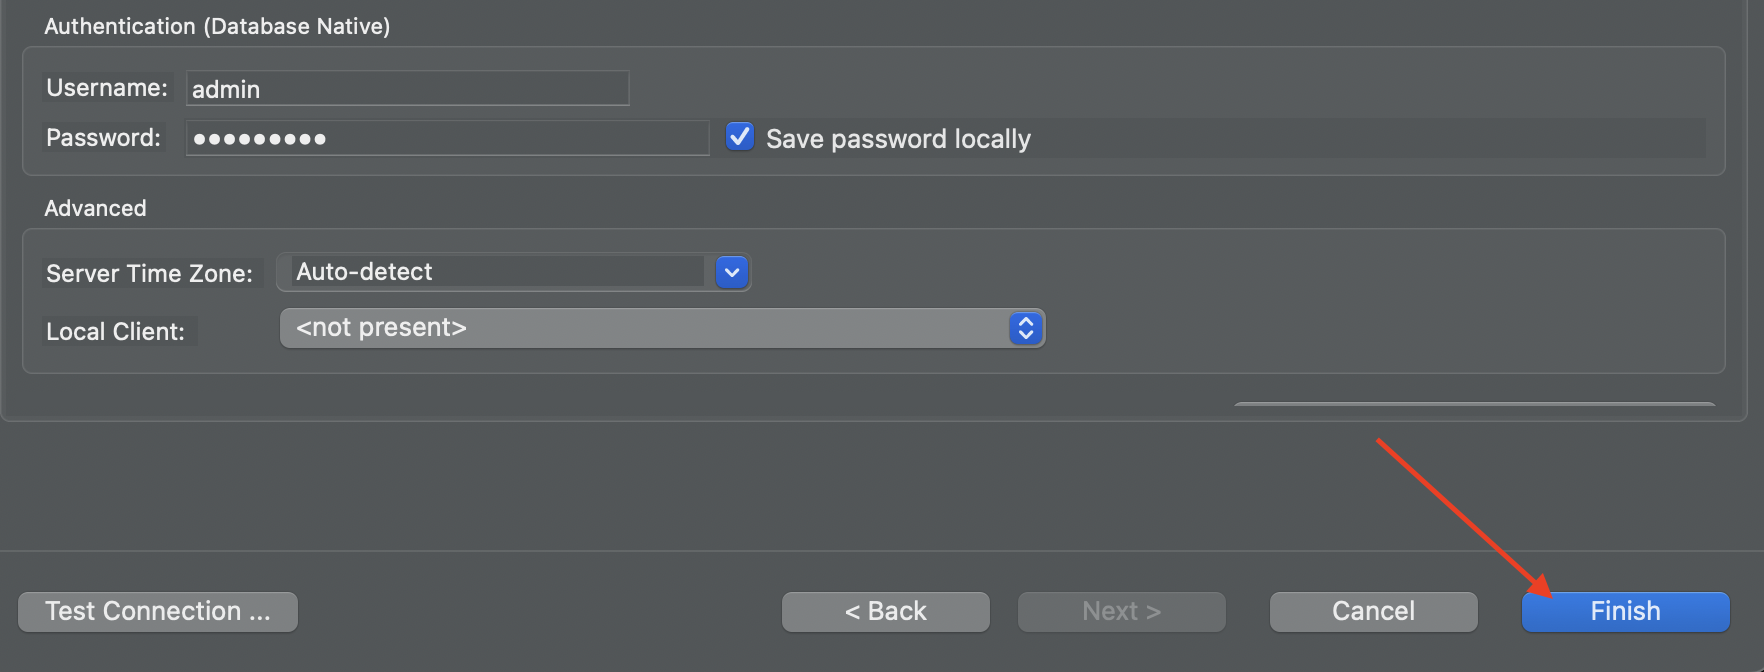 Authentication (Database Native)
Username: admin
Password: ●●●●●●●●● Save password locally
Advanced
Server Time Zone: Auto-detect
Local Client: <not present>
Test Connection ... < Back Next > Cancel Finish